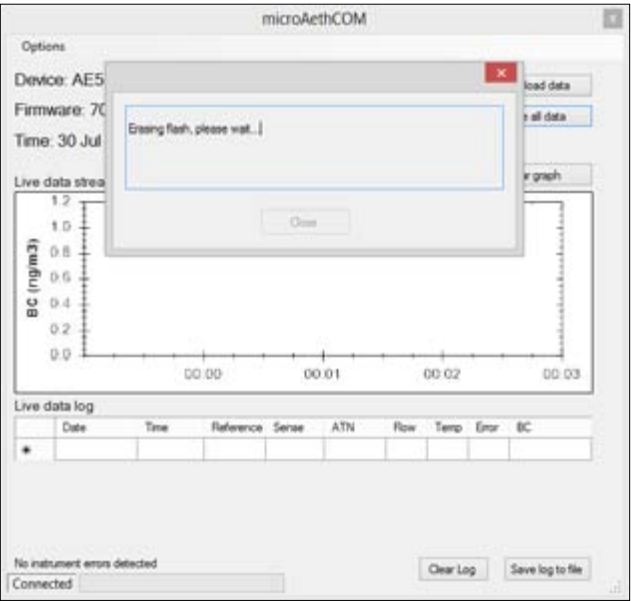 microAethCOM
x
Options
Device: AE5
Firmware: 70
Time: 30 Jul
load data
all data
Erasing flash, please wait...
Close
graph
Live data strea
BC (ng/m3)
1.2
1.0
0.8
0.6
0.4
0.2
0.0
00:00 00:01 00:02 00:03
Live data log
Date Time Reference Sense ATN Flow Temp Error BC
*
No instrument errors detected
Clear Log Save log to file
Connected